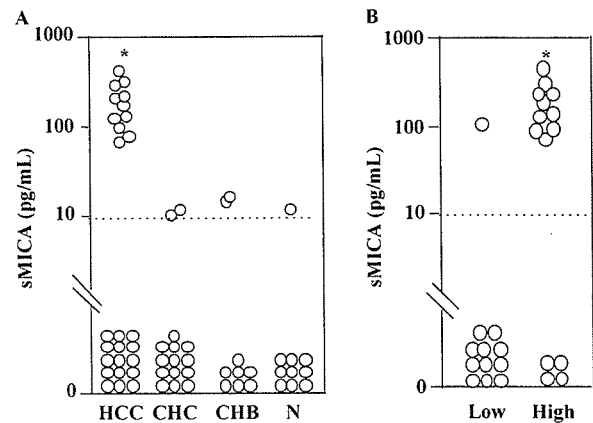 A
B
1000
100
10
0
sMICA (pg/mL)
*
HCC CHC CHB N
1000
100
10
0
sMICA (pg/mL)
*
Low High